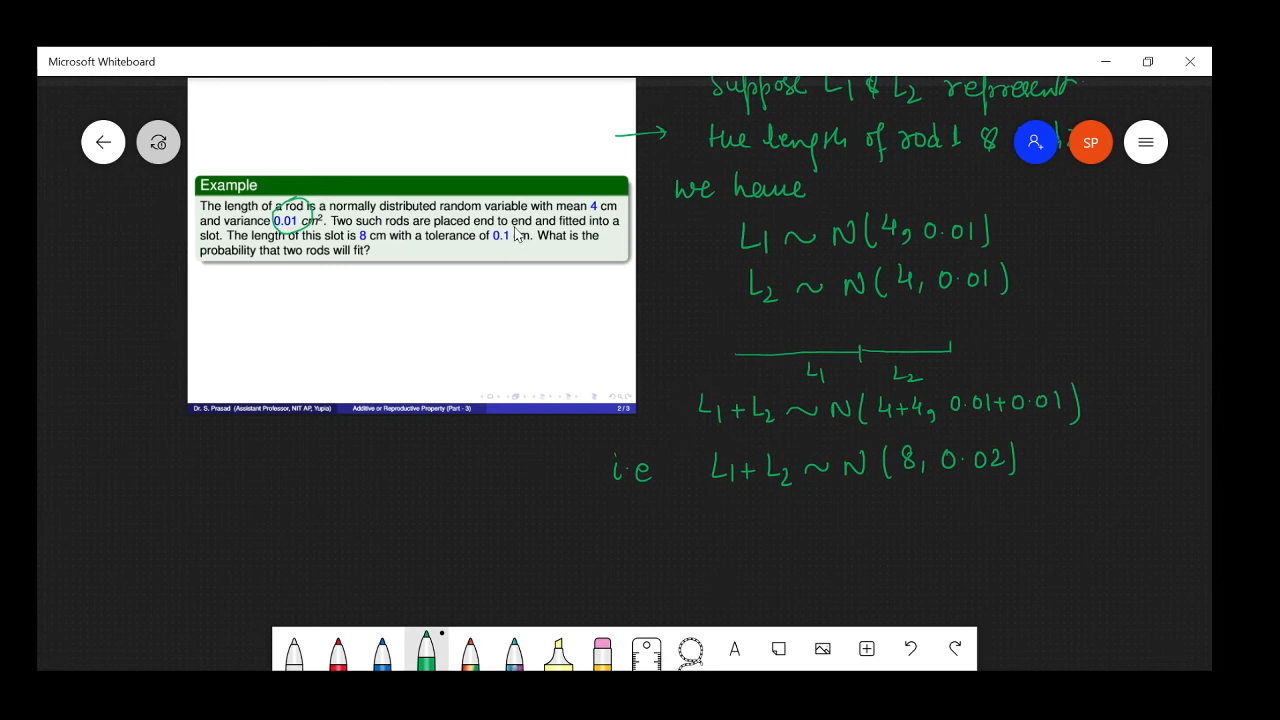 Microsoft Whiteboard
Suppose L1 & L2 represent
the length of rod 1 &
SP
we have
Example
The length of a rod is a normally distributed random variable with mean 4 cm
and variance 0.01 cm². Two such rods are placed end to end and fitted into a
slot. The length of this slot is 8 cm with a tolerance of 0.1 cm. What is the
probability that two rods will fit?
L1 ~ N(4, 0.01)
L2 ~ N(4, 0.01)
L1 L2
L1+L2 ~ N(4+4, 0.01+0.01)
i.e L1+L2 ~ N(8, 0.02)
Dr. S. Prasad (Assistant Professor, NIT AP, Yupia) Additive or Reproductive Property (Part - 3) 2/3
A